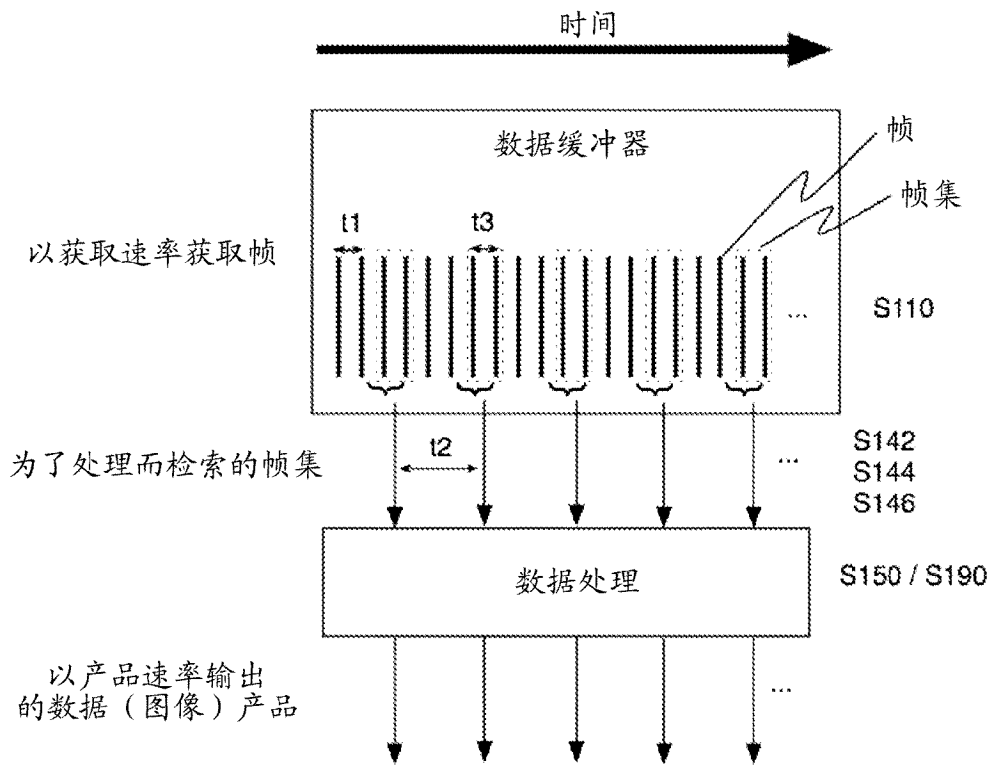 时间
数据缓冲器
帧
帧集
t1
t3
以获取速率获取帧
...
S110
t2
为了处理而检索的帧集
...
S142
S144
S146
数据处理
S150 / S190
以产品速率输出
的数据（图像）产品
...